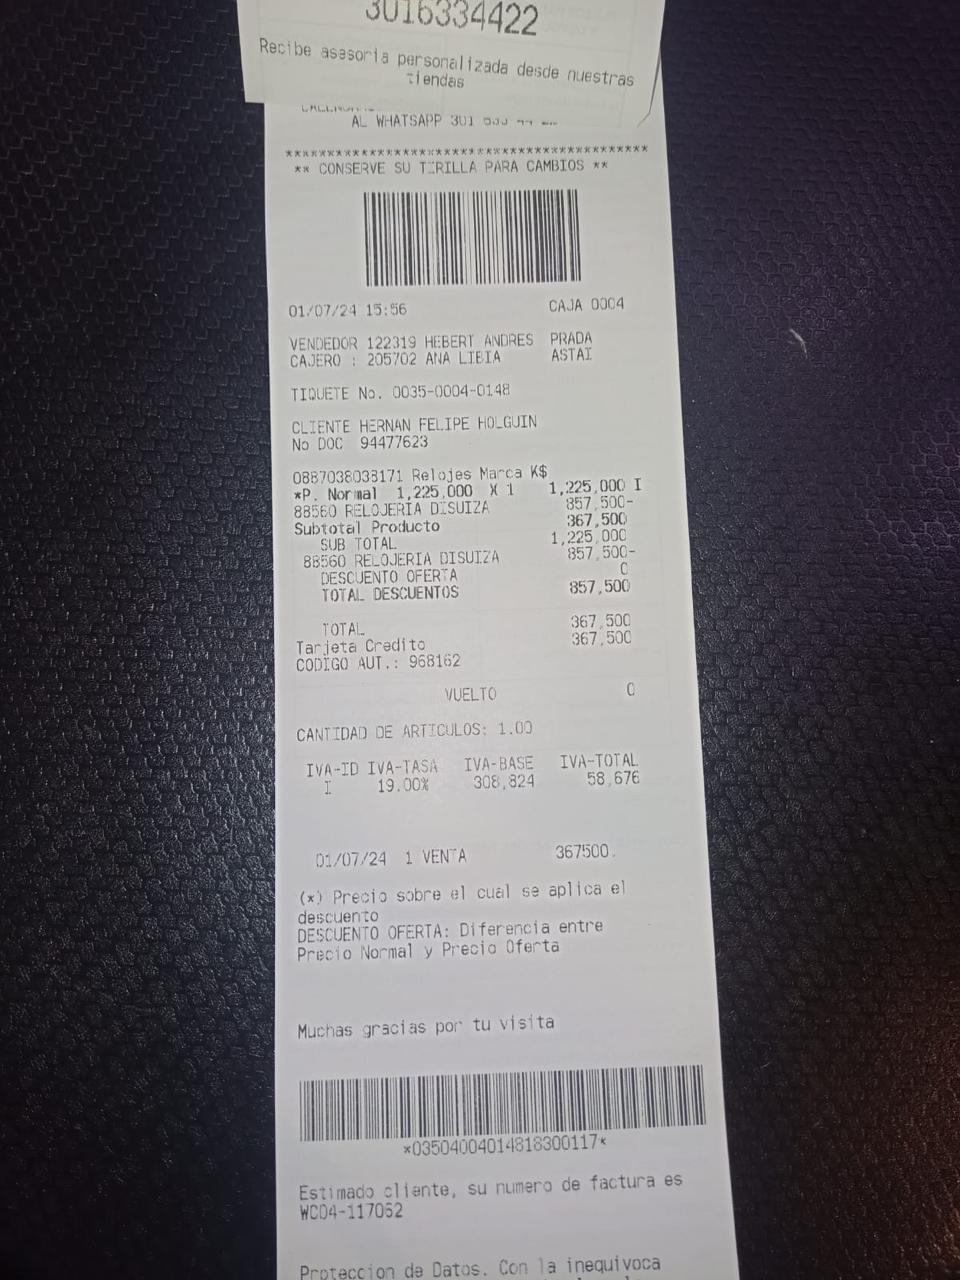 3016334422
Recibe asesoria personalizada desde nuestras
tiendas
AL WHATSAPP 301
********************************************
** CONSERVE SU TIRILLA PARA CAMBIOS **
01/07/24 15:56 CAJA 0004
VENDEDOR 122319 HEBERT ANDRES PRADA
CAJERO : 205702 ANA LIBIA ASTAI
TIQUETE No. 0035-0004-0148
CLIENTE HERNAN FELIPE HOLGUIN
No DOC 94477623
0887038038171 Relojes Marca K$
*P. Normal 1,225,000 X 1 1,225,000 I
88560 RELOJERIA DISUIZA 857,500-
Subtotal Producto 367,500
SUB TOTAL 1,225,000
88560 RELOJERIA DISUIZA 857,500-
DESCUENTO OFERTA 0
TOTAL DESCUENTOS 857,500
TOTAL 367,500
Tarjeta Credito 367,500
CODIGO AUT.: 968162
VUELTO 0
CANTIDAD DE ARTICULOS: 1.00
IVA-ID IVA-TASA IVA-BASE IVA-TOTAL
I 19.00% 308,824 58,676
01/07/24 1 VENTA 367500.
(*) Precio sobre el cual se aplica el
descuento
DESCUENTO OFERTA: Diferencia entre
Precio Normal y Precio Oferta
Muchas gracias por tu visita
*03504004014818300117*
Estimado cliente, su numero de factura es
WCD4-117062
Proteccion de Datos. Con la inequivoca